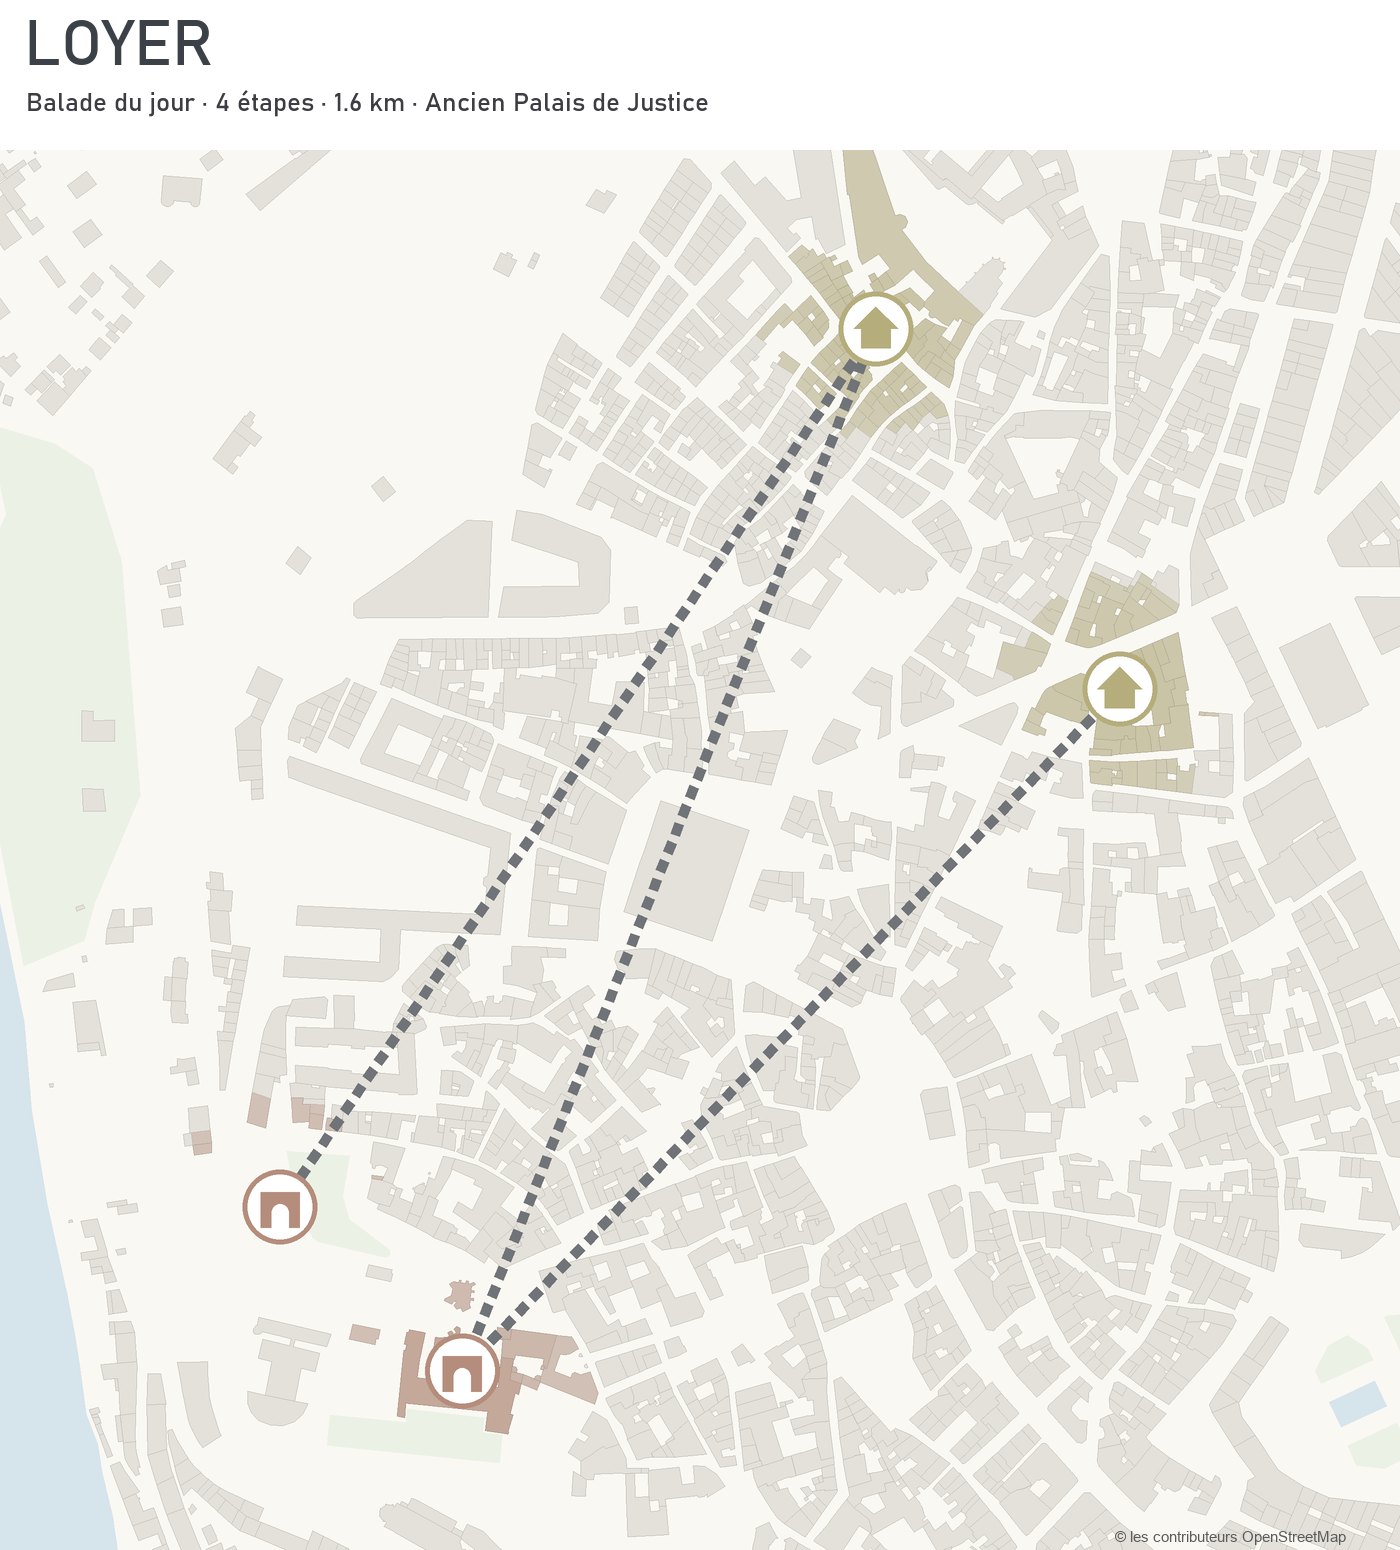 LOYER
Balade du jour · 4 étapes · 1.6 km · Ancien Palais de Justice
© les contributeurs OpenStreetMap